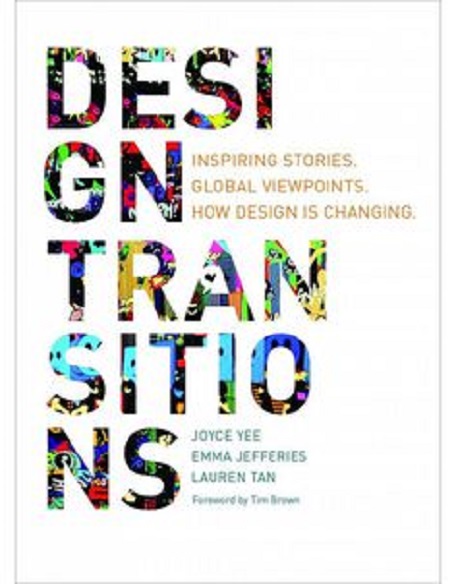 DESI
GN
INSPIRING STORIES.
GLOBAL VIEWPOINTS.
HOW DESIGN IS CHANGING.
TRAN
SITIO
NS
JOYCE YEE
EMMA JEFFERIES
LAUREN TAN
Foreword by Tim Brown